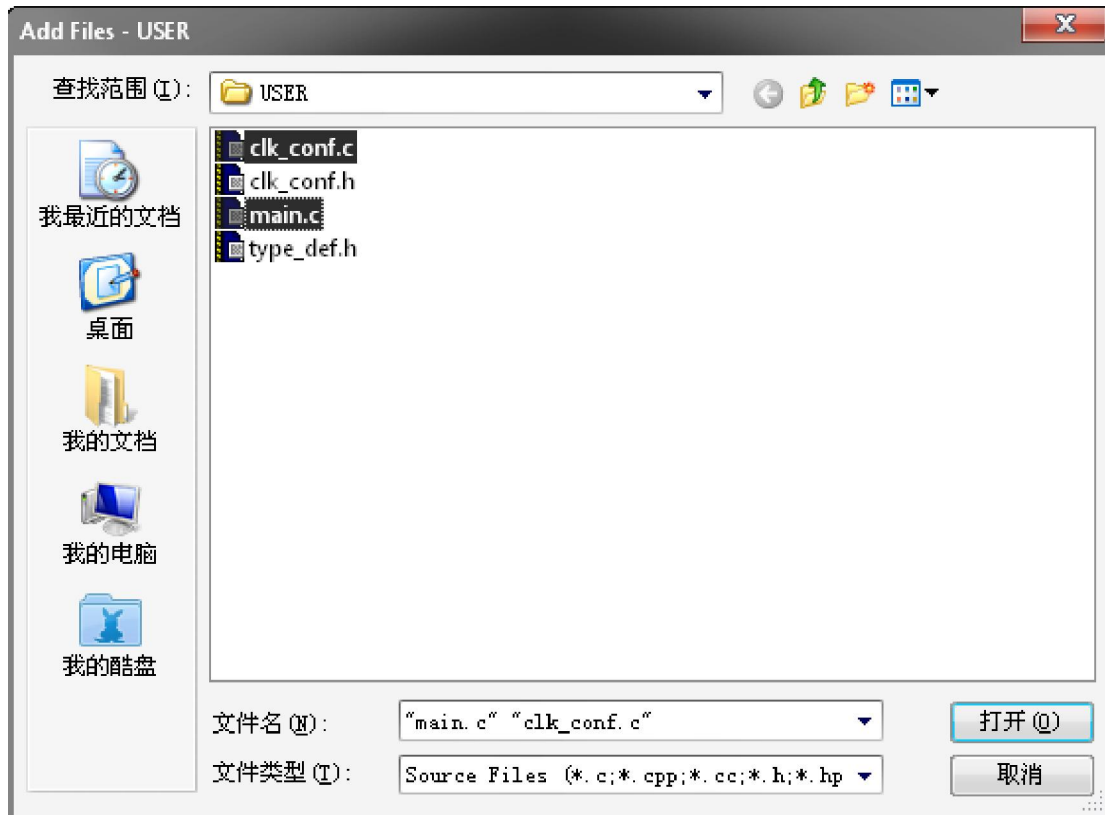 Add Files - USER
查找范围(I):
USER
clk_conf.c
clk_conf.h
main.c
type_def.h
我最近的文档
桌面
我的文档
我的电脑
我的酷盘
文件名(N):
"main.c" "clk_conf.c"
打开(O)
文件类型(T):
Source Files (*.c;*.cpp;*.cc;*.h;*.hp
取消